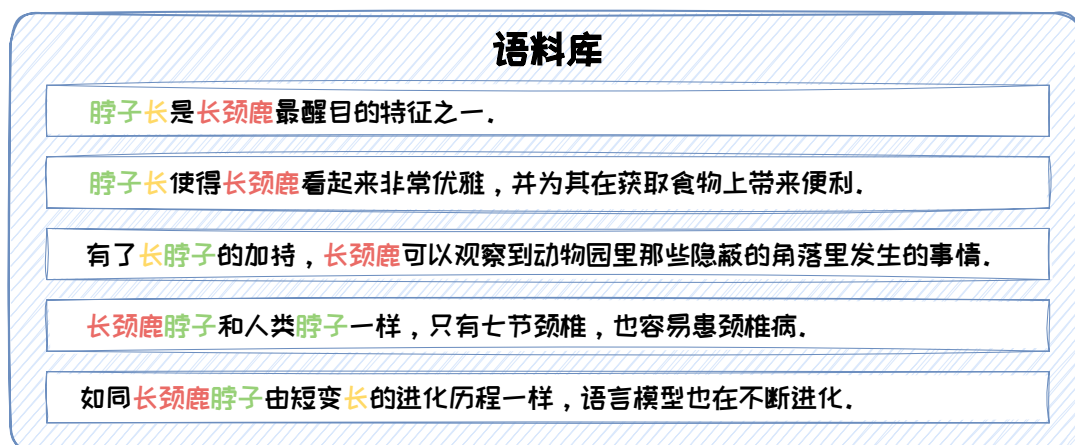 语料库
脖子长是长颈鹿最醒目的特征之一.
脖子长使得长颈鹿看起来非常优雅，并为其在获取食物上带来便利.
有了长脖子的加持，长颈鹿可以观察到动物园里那些隐蔽的角落里发生的事情.
长颈鹿脖子和人类脖子一样，只有七节颈椎，也容易患颈椎病.
如同长颈鹿脖子由短变长的进化历程一样，语言模型也在不断进化.